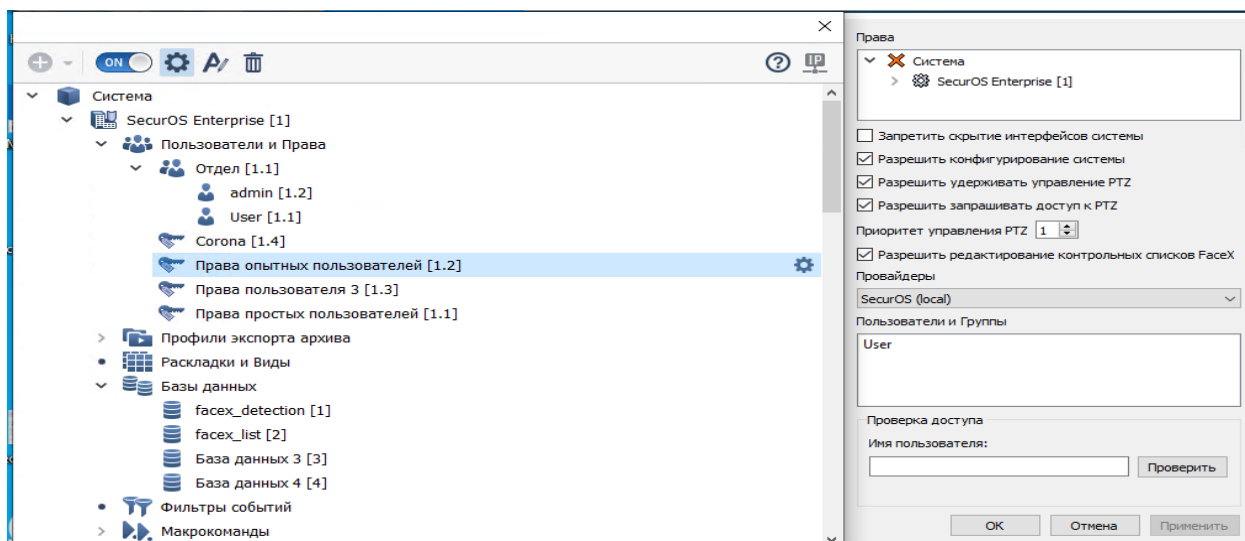 ON
IP
Система
SecurOS Enterprise [1]
Пользователи и Права
Отдел [1.1]
admin [1.2]
User [1.1]
Corona [1.4]
Права опытных пользователей [1.2]
Права пользователя 3 [1.3]
Права простых пользователей [1.1]
Профили экспорта архива
Раскладки и Виды
Базы данных
facex_detection [1]
facex_list [2]
База данных 3 [3]
База данных 4 [4]
Фильтры событий
Макрокоманды
Права
Система
SecurOS Enterprise [1]
Запретить скрытие интерфейсов системы
Разрешить конфигурирование системы
Разрешить удерживать управление PTZ
Разрешить запрашивать доступ к PTZ
Приоритет управления PTZ 1
Разрешить редактирование контрольных списков FaceX
Провайдеры
SecurOS (local)
Пользователи и Группы
User
Проверка доступа
Имя пользователя:
Проверить
ОК Отмена Применить